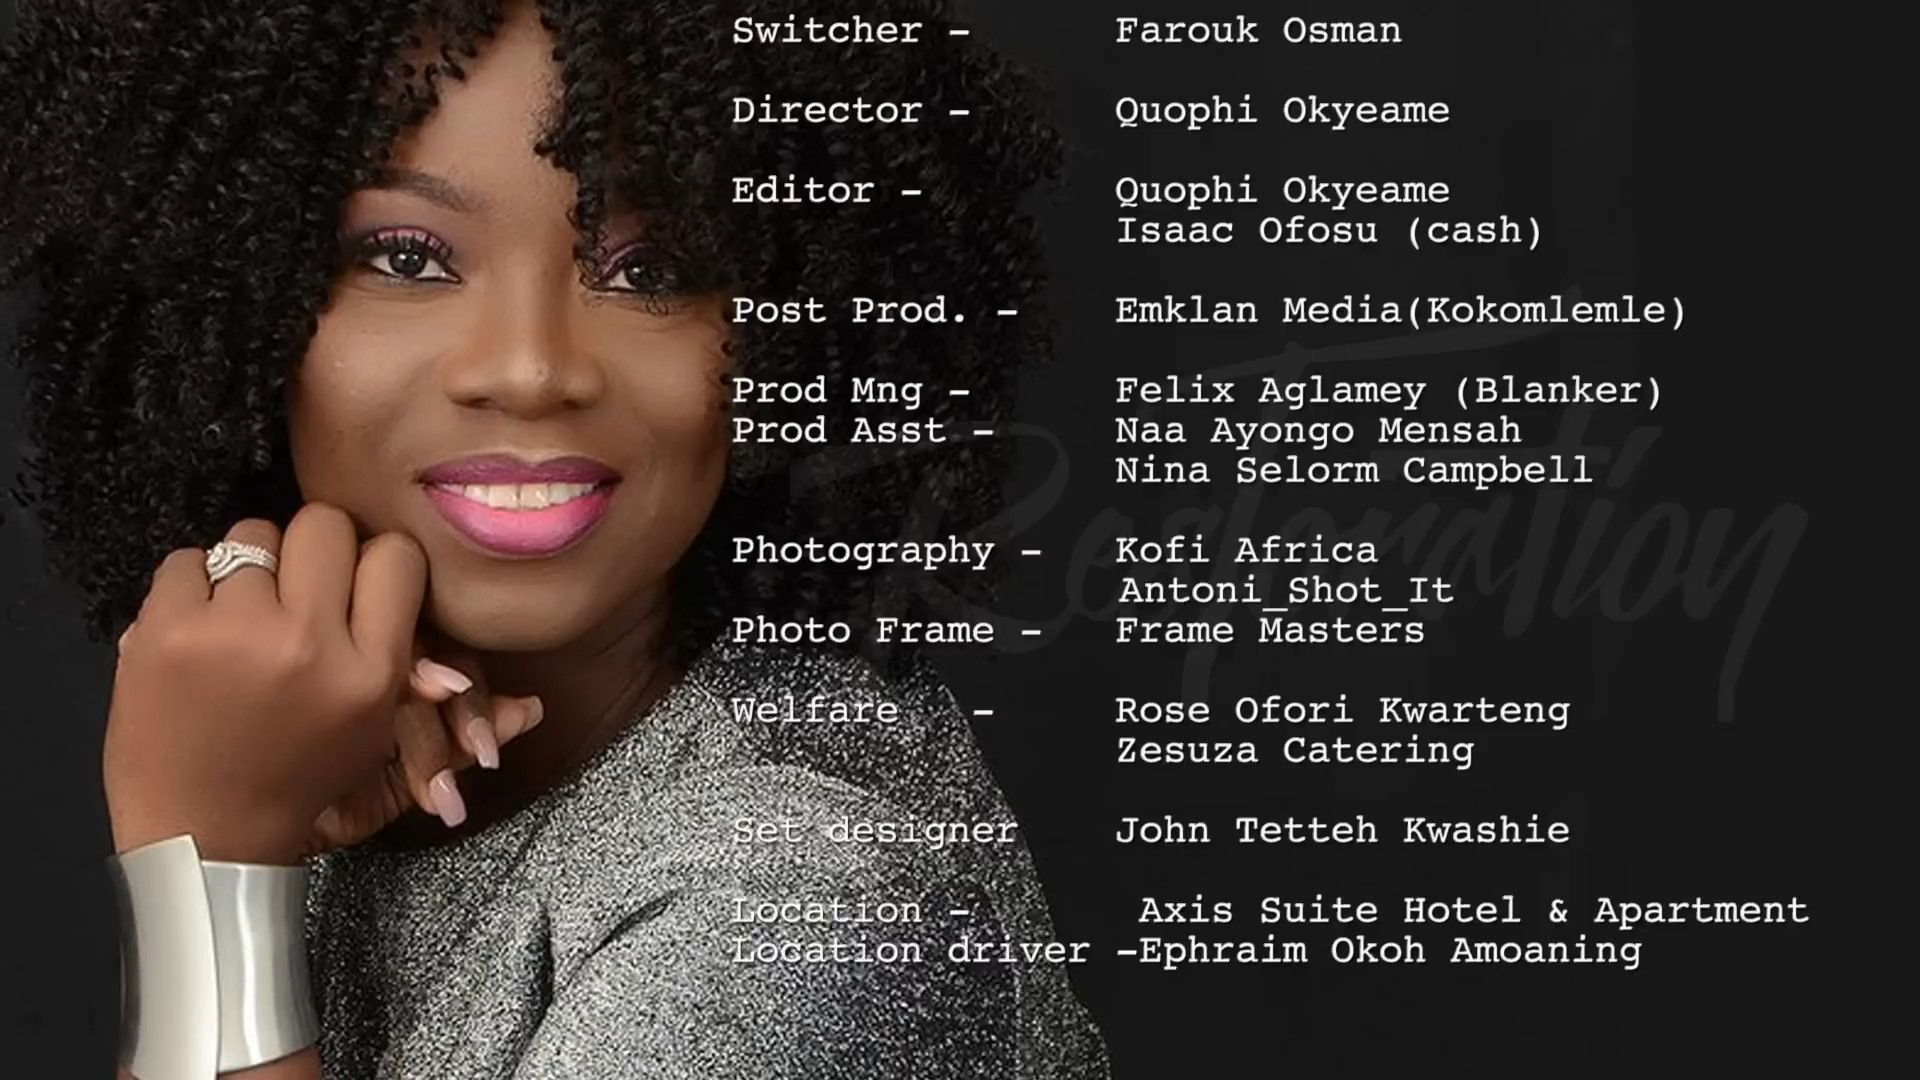 Switcher - Farouk Osman
Director - Quophi Okyeame
Editor - Quophi Okyeame
Isaac Ofosu (cash)
Post Prod. - Emklan Media(Kokomlemle)
Prod Mng - Felix Aglamey (Blanker)
Prod Asst - Naa Ayongo Mensah
Nina Selorm Campbell
Photography - Kofi Africa
Antoni_Shot_It
Photo Frame - Frame Masters
Welfare - Rose Ofori Kwarteng
Zesuza Catering
Set designer John Tetteh Kwashie
Location - Axis Suite Hotel & Apartment
Location driver -Ephraim Okoh Amoaning
Restoration